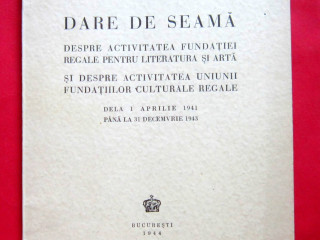 DARE DE SEAMĂ
DESPRE ACTIVITATEA FUNDAȚIEI
REGALE PENTRU LITERATURA ȘI ARTĂ
ȘI DESPRE ACTIVITATEA UNIUNII
FUNDAȚIILOR CULTURALE REGALE
DELA 1 APRILIE 1941
PÂNĂ LA 31 DECEMVRIE 1943
BUCUREȘTI
1944